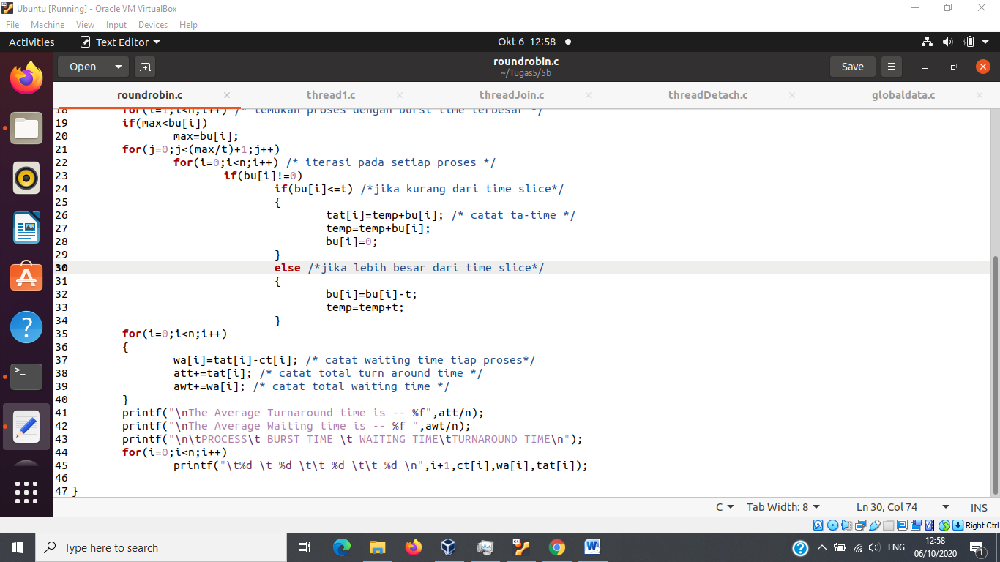 Ubuntu [Running] - Oracle VM VirtualBox
File Machine View Input Devices Help
Activities Text Editor Okt 6 12:58
Open roundrobin.c Save
~/Tugas5/5b
roundrobin.c thread1.c threadJoin.c threadDetach.c globaldata.c
18 for(i=1;i<n;i++) /* temukan proses dengan burst time terbesar */
19 if(max<bu[i])
20 max=bu[i];
21 for(j=0;j<(max/t)+1;j++)
22 for(i=0;i<n;i++) /* iterasi pada setiap proses */
23 if(bu[i]!=0)
24 if(bu[i]<=t) /*jika kurang dari time slice*/
25 {
26 tat[i]=temp+bu[i]; /* catat ta-time */
27 temp=temp+bu[i];
28 bu[i]=0;
29 }
30 else /*jika lebih besar dari time slice*/
31 {
32 bu[i]=bu[i]-t;
33 temp=temp+t;
34 }
35 for(i=0;i<n;i++)
36 {
37 wa[i]=tat[i]-ct[i]; /* catat waiting time tiap proses*/
38 att+=tat[i]; /* catat total turn around time */
39 awt+=wa[i]; /* catat total waiting time */
40 }
41 printf("\nThe Average Turnaround time is -- %f",att/n);
42 printf("\nThe Average Waiting time is -- %f ",awt/n);
43 printf("\n\tPROCESS\t BURST TIME \t WAITING TIME\tTURNAROUND TIME\n");
44 for(i=0;i<n;i++)
45 printf("\t%d \t %d \t\t %d \t\t %d \n",i+1,ct[i],wa[i],tat[i]);
46
47 }
C Tab Width: 8 Ln 30, Col 74 INS
Right Ctrl
Type here to search ENG 12:58
06/10/2020 1